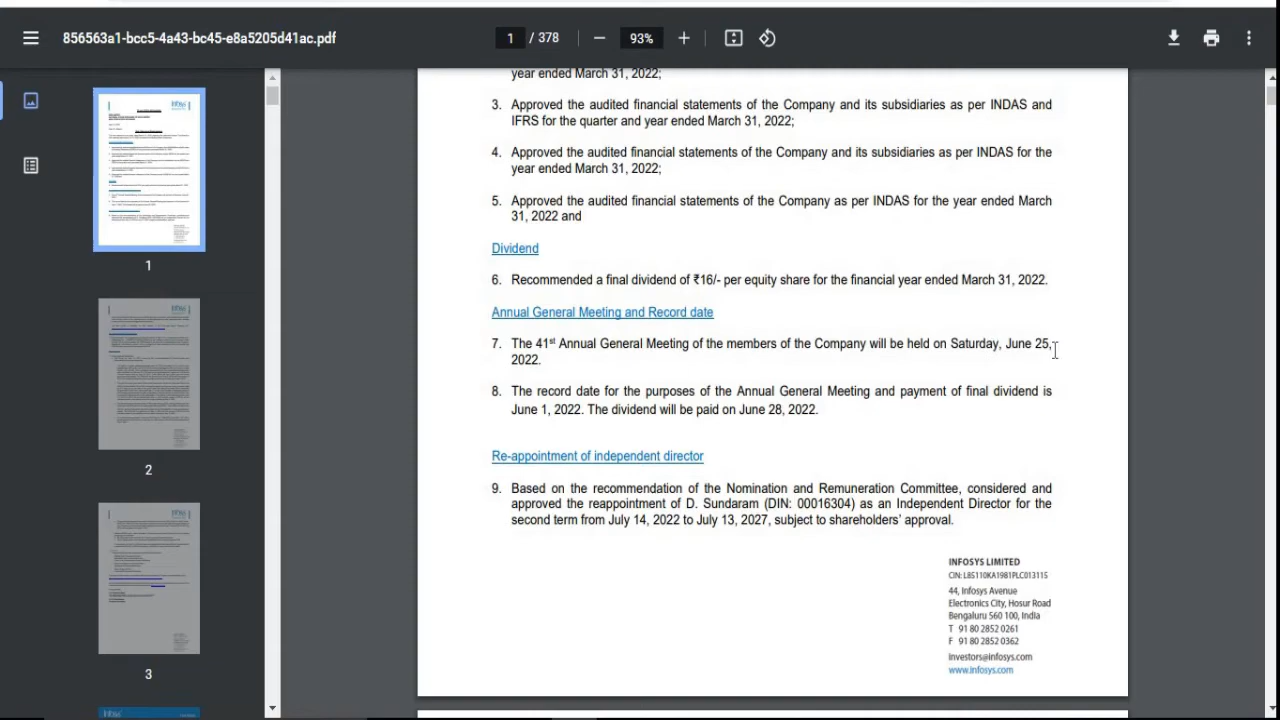 856563a1-bcc5-4a43-bc45-e8a5205d41ac.pdf
1 / 378
93%
1
2
3
year ended March 31, 2022;
3. Approved the audited financial statements of the Company and its subsidiaries as per INDAS and
IFRS for the quarter and year ended March 31, 2022;
4. Approved the audited financial statements of the Company and its subsidiaries as per INDAS for the
year ended March 31, 2022;
5. Approved the audited financial statements of the Company as per INDAS for the year ended March
31, 2022 and
Dividend
6. Recommended a final dividend of ₹16/- per equity share for the financial year ended March 31, 2022.
Annual General Meeting and Record date
7. The 41st Annual General Meeting of the members of the Company will be held on Saturday, June 25,
2022.
8. The record date for the purposes of the Annual General Meeting and payment of final dividend is
June 1, 2022. The dividend will be paid on June 28, 2022.
Re-appointment of independent director
9. Based on the recommendation of the Nomination and Remuneration Committee, considered and
approved the reappointment of D. Sundaram (DIN: 00016304) as an Independent Director for the
second term from July 14, 2022 to July 13, 2027, subject to shareholders' approval.
INFOSYS LIMITED
CIN: L85110KA1981PLC013115
44, Infosys Avenue
Electronics City, Hosur Road
Bengaluru 560 100, India
T 91 80 2852 0261
F 91 80 2852 0362
investors@infosys.com
www.infosys.com